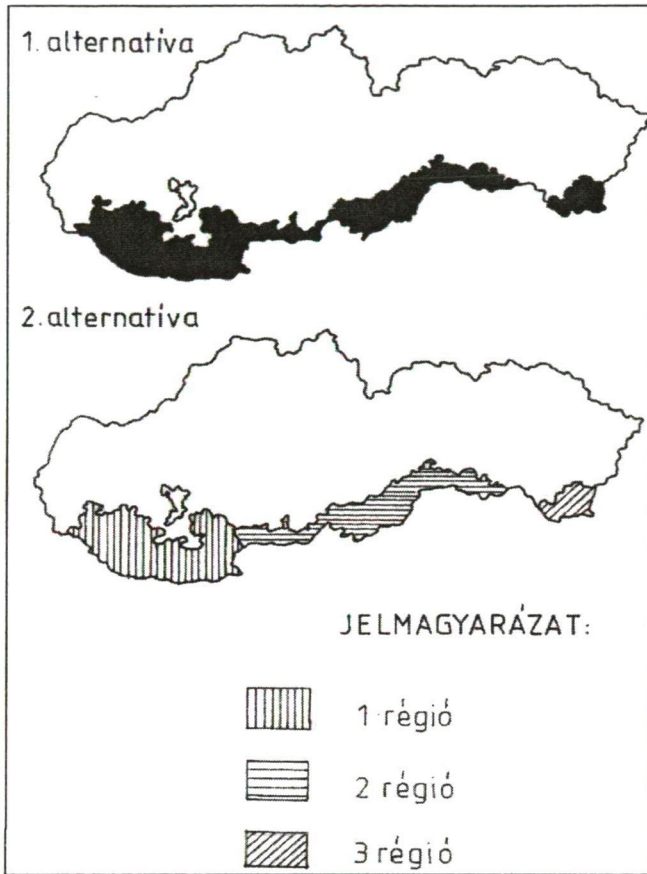 1. alternatíva
2. alternatíva
JELMAGYARÁZAT:
1 régió
2 régió
3 régió